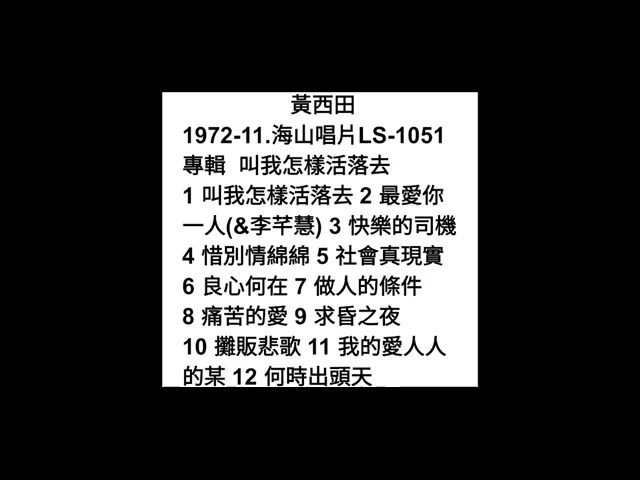 黃西田
1972-11.海山唱片LS-1051
專輯 叫我怎樣活落去
1 叫我怎樣活落去 2 最愛你
一人(&李芊慧) 3 快樂的司機
4 惜別情綿綿 5 社會真現實
6 良心何在 7 做人的條件
8 痛苦的愛 9 求昏之夜
10 攤販悲歌 11 我的愛人人
的某 12 何時出頭天